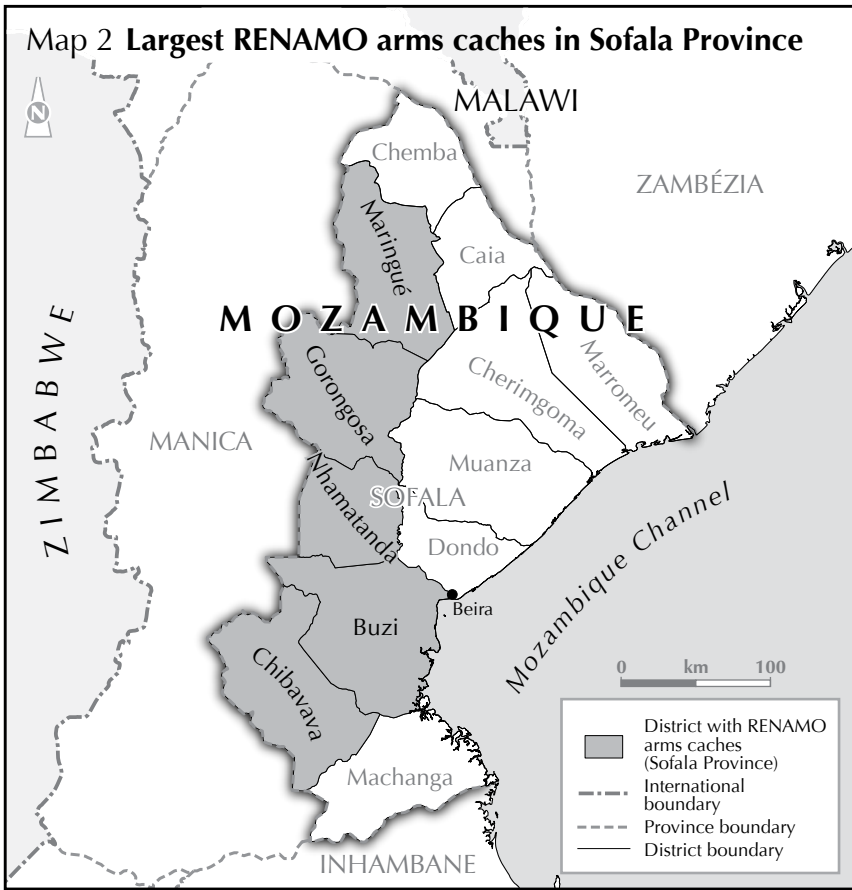 Map 2 Largest RENAMO arms caches in Sofala Province
N
MALAWI
Chemba
ZAMBÉZIA
Maringué
Caia
MOZAMBIQUE
ZIMBABWE
Gorongosa
Cherimgoma
Marromeu
MANICA
Muanza
Nhamatanda
SOFALA
Dondo
Mozambique Channel
Beira
Buzi
Chibavava
0 km 100
Machanga
INHAMBANE
District with RENAMO
arms caches
(Sofala Province)
International
boundary
Province boundary
District boundary